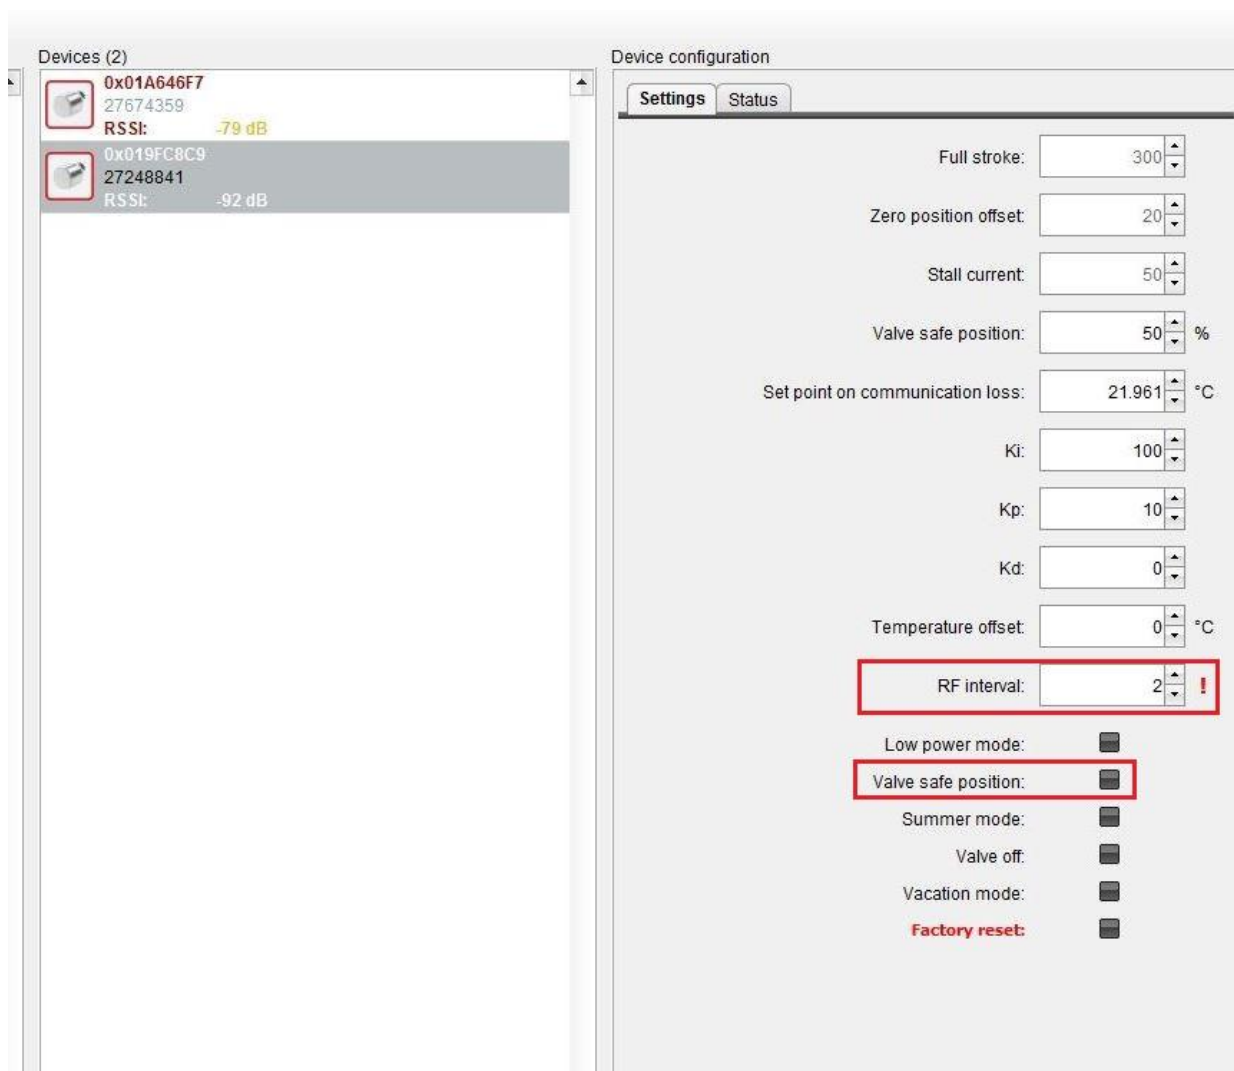 Devices (2)
0x01A646F7
27674359
RSSI: -79 dB
0x019FC8C9
27248841
RSSI: -92 dB
Device configuration
Settings Status
Full stroke: 300
Zero position offset: 20
Stall current: 50
Valve safe position: 50 %
Set point on communication loss: 21.961 °C
Ki: 100
Kp: 10
Kd: 0
Temperature offset: 0 °C
RF interval: 2 !
Low power mode:
Valve safe position:
Summer mode:
Valve off:
Vacation mode:
Factory reset: